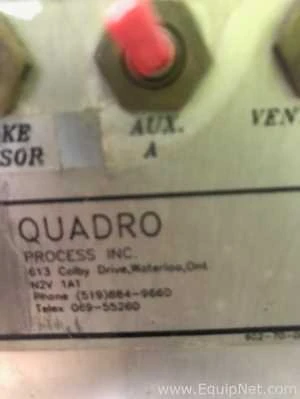 KE
SOR
AUX.
A
VEN
QUADRO
PROCESS INC.
613 Colby Drive, Waterloo, Ont.
N2V 1A1
Phone (519)884-9660
Telex 069-55260
www.EquipNet.com